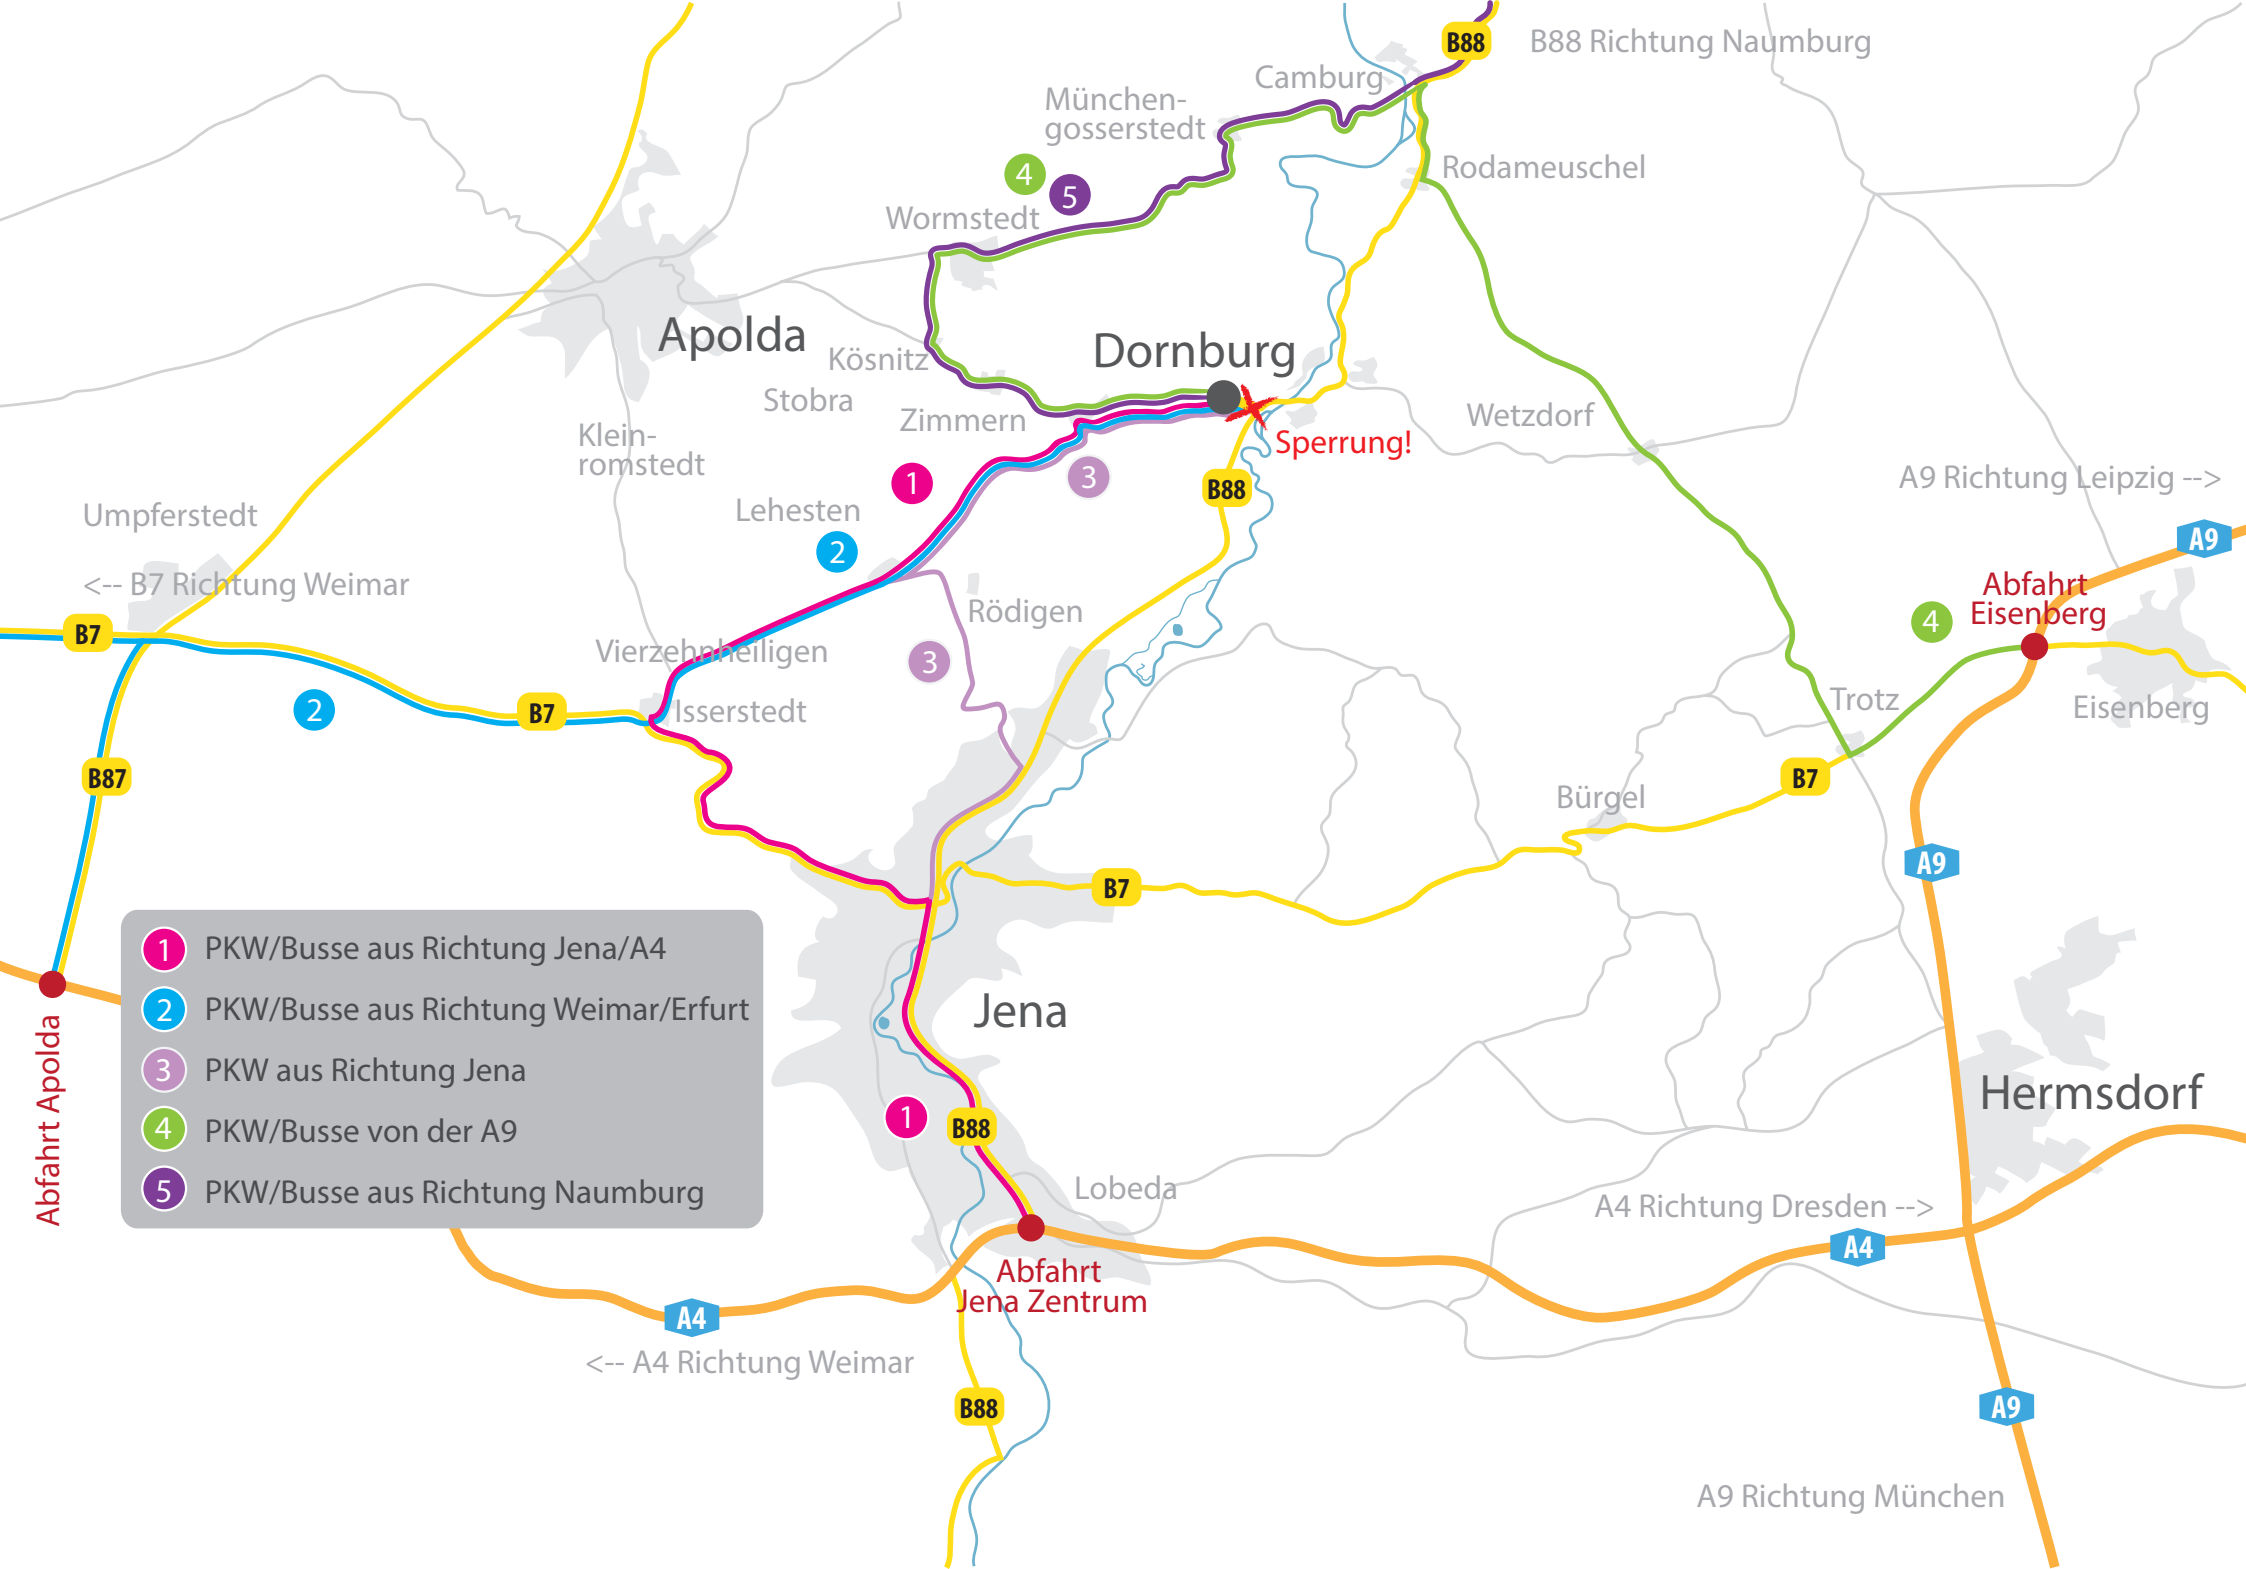 B88
B88 Richtung Naumburg
Camburg
München-
gosserstedt
4
5
Rodameuschel
Wormstedt
Apolda
Dornburg
Kösnitz
Stobra
Zimmern
Wetzdorf
Klein-
romstedt
Sperrung!
1
3
B88
A9 Richtung Leipzig -->
Umpferstedt
Lehesten
2
A9
<-- B7 Richtung Weimar
Abfahrt
Eisenberg
4
Rödigen
B7
Vierzehnheiligen
3
2
B7
Isserstedt
Trotz
Eisenberg
B87
B7
Bürgel
A9
B7
1 PKW/Busse aus Richtung Jena/A4
2 PKW/Busse aus Richtung Weimar/Erfurt
3 PKW aus Richtung Jena
4 PKW/Busse von der A9
5 PKW/Busse aus Richtung Naumburg
Abfahrt Apolda
Jena
Hermsdorf
1
B88
Lobeda
A4 Richtung Dresden -->
A4
Abfahrt
Jena Zentrum
A4
<-- A4 Richtung Weimar
B88
A9
A9 Richtung München